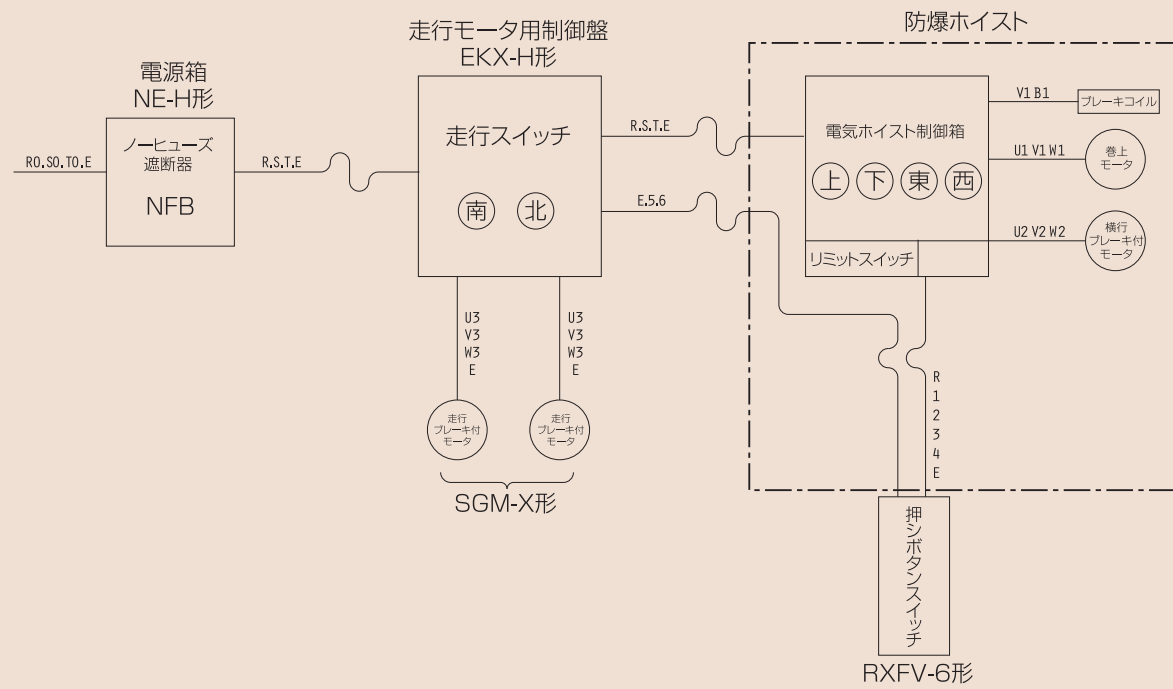 電源箱
NE-H形
ノーヒューズ
遮断器
NFB
R0.S0.T0.E
R.S.T.E
走行モータ用制御盤
EKX-H形
走行スイッチ
南 北
R.S.T.E
E.5.6
U3
V3
W3
E
U3
V3
W3
E
走行
ブレーキ付
モータ
走行
ブレーキ付
モータ
SGM-X形
防爆ホイスト
電気ホイスト制御箱
上 下 東 西
リミットスイッチ
V1 B1
ブレーキコイル
U1 V1 W1
巻上
モータ
U2 V2 W2
横行
ブレーキ付
モータ
R
1
2
3
4
E
押シボタンスイッチ
RXFV-6形